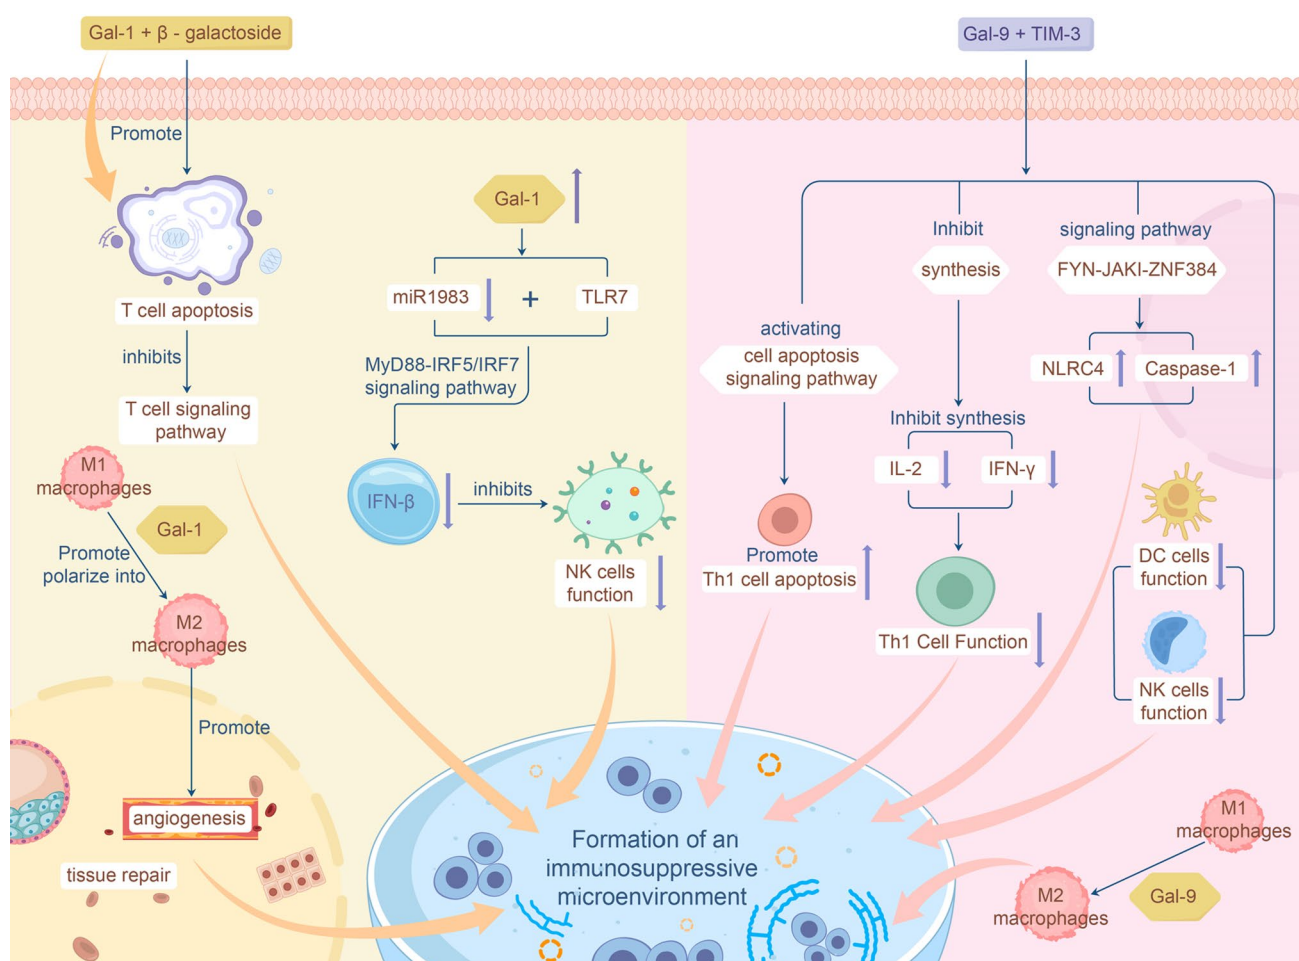 Gal-1 + β - galactoside
Promote
T cell apoptosis
inhibits
T cell signaling
pathway
M1
macrophages
Gal-1
Promote
polarize into
M2
macrophages
Promote
angiogenesis
tissue repair
Gal-1
miR1983
+
TLR7
MyD88-IRF5/IRF7
signaling pathway
IFN-β
inhibits
NK cells
function
Gal-9 + TIM-3
activating
cell apoptosis
signaling pathway
Promote
Th1 cell apoptosis
Inhibit
synthesis
Inhibit synthesis
IL-2
IFN-γ
Th1 Cell Function
signaling pathway
FYN-JAKI-ZNF384
NLRC4
Caspase-1
DC cells
function
NK cells
function
M1
macrophages
Gal-9
M2
macrophages
Formation of an
immunosuppressive
microenvironment